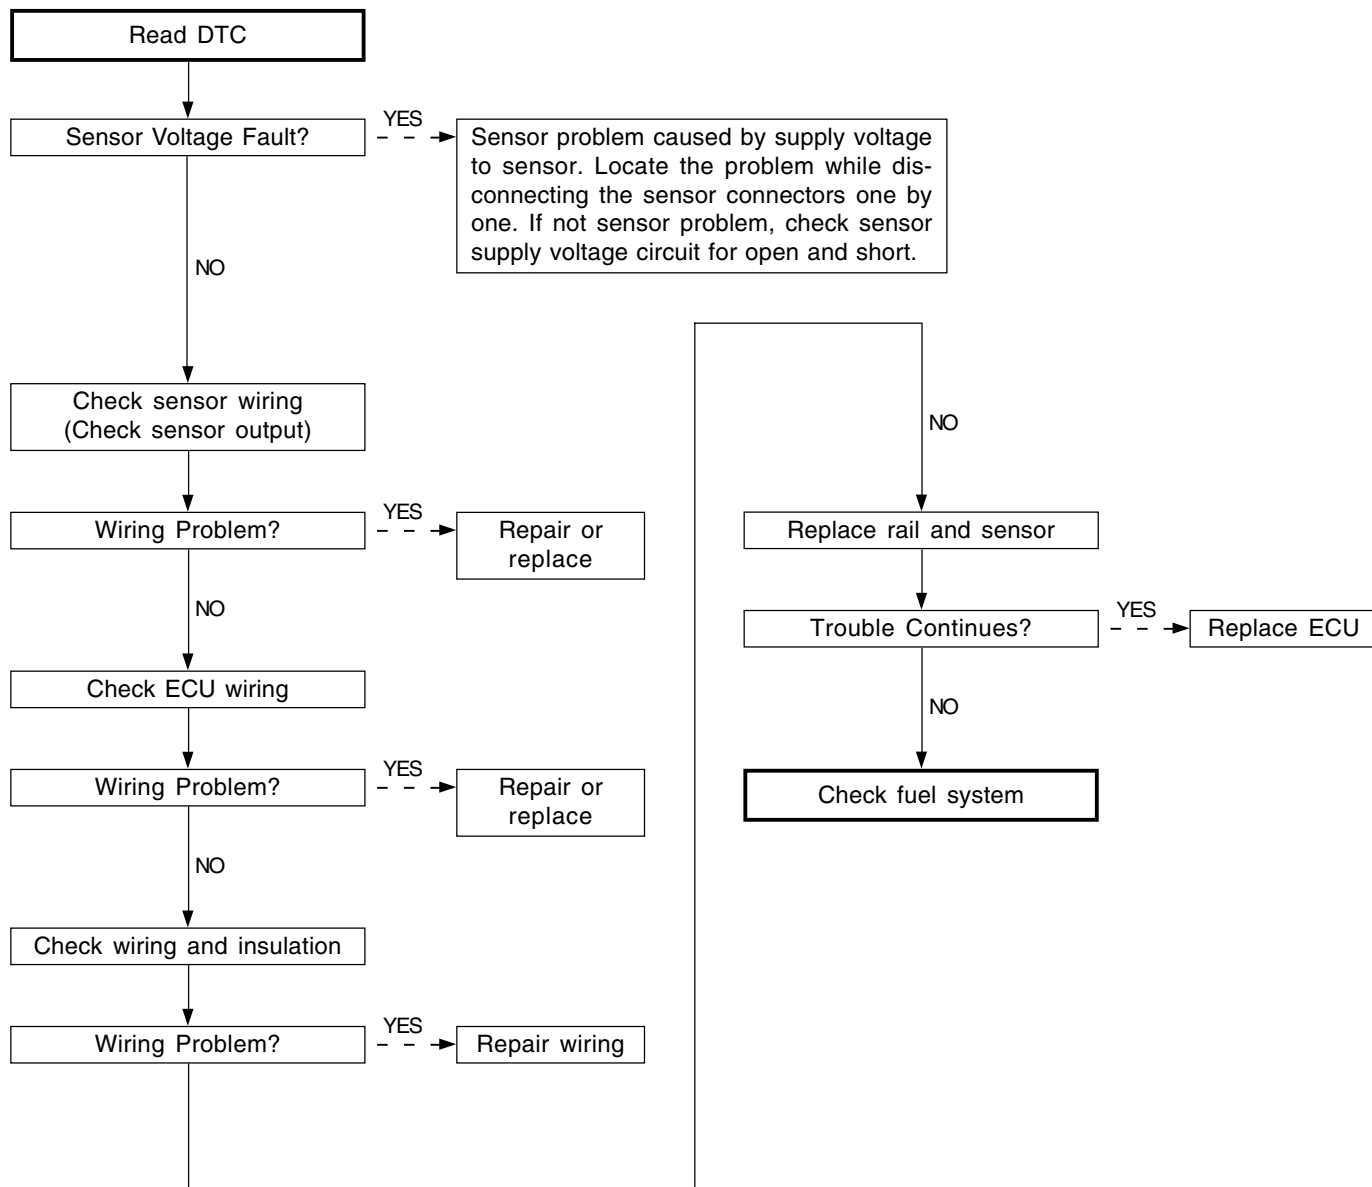 Read DTC
Sensor Voltage Fault?
YES
Sensor problem caused by supply voltage
to sensor. Locate the problem while dis-
connecting the sensor connectors one by
one. If not sensor problem, check sensor
supply voltage circuit for open and short.
NO
Check sensor wiring
(Check sensor output)
Wiring Problem?
YES
Repair or
replace
NO
Check ECU wiring
Wiring Problem?
YES
Repair or
replace
NO
Check wiring and insulation
Wiring Problem?
YES
Repair wiring
NO
Replace rail and sensor
Trouble Continues?
YES
Replace ECU
NO
Check fuel system